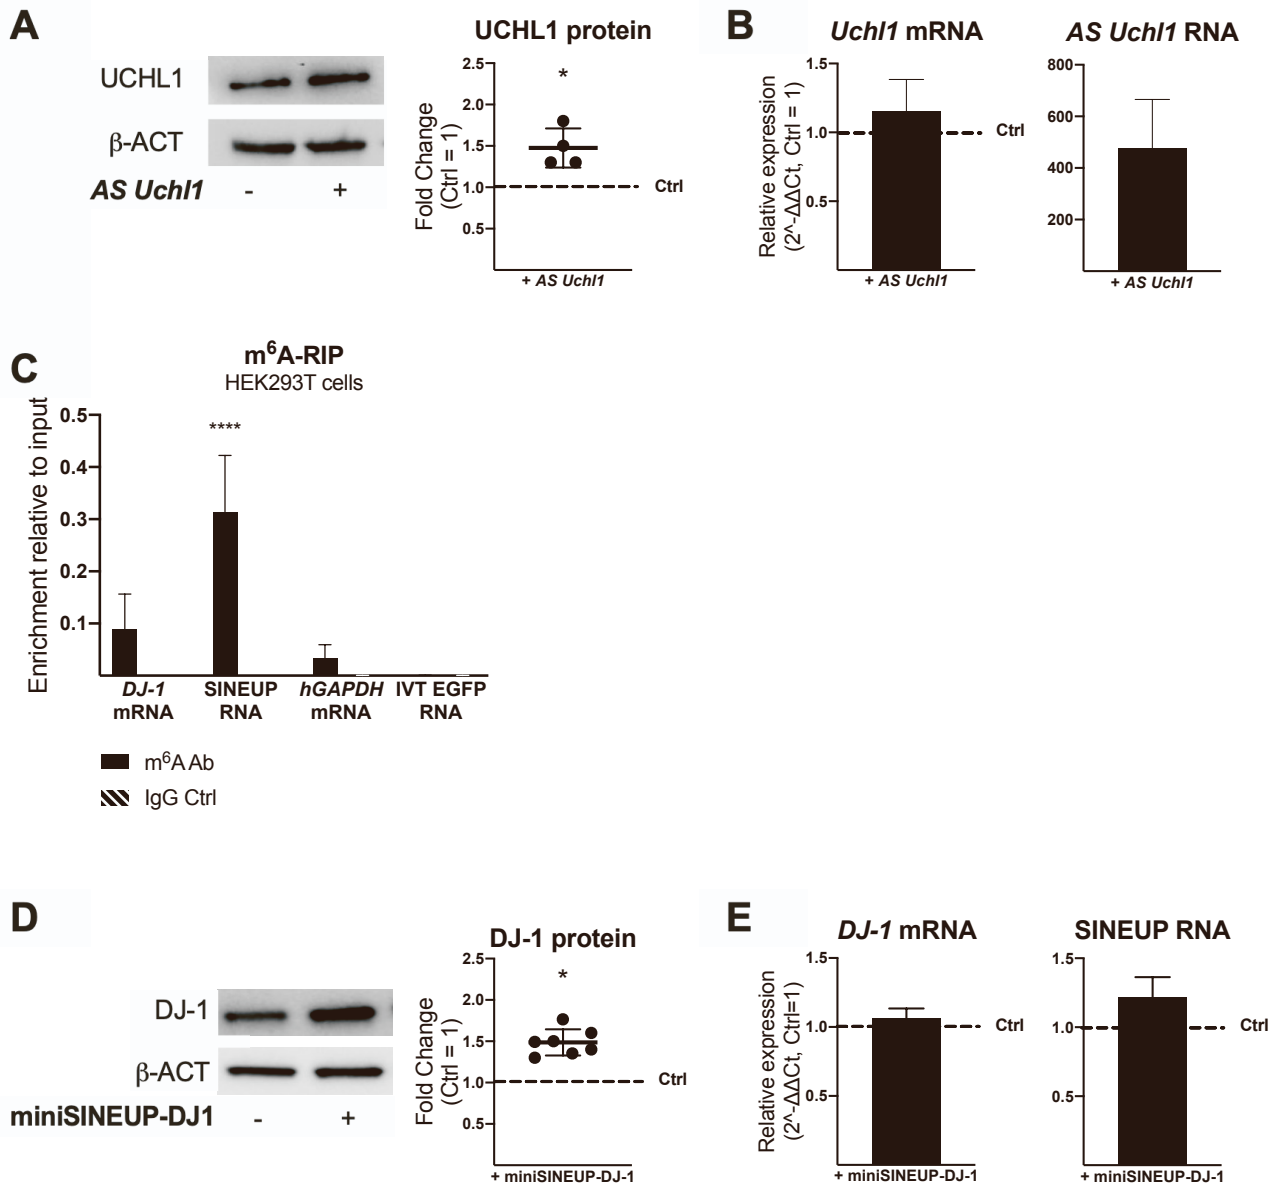 A
UCHL1
β-ACT
AS Uchl1 - +
UCHL1 protein
*
Fold Change
(Ctrl = 1)
2.5
2.0
1.5
1.0
0.5
Ctrl
+ AS Uchl1
B
Uchl1 mRNA
Relative expression
(2^-ΔΔCt, Ctrl = 1)
1.5
1.0
0.5
Ctrl
+ AS Uchl1
AS Uchl1 RNA
800
600
400
200
+ AS Uchl1
C
m⁶A-RIP
HEK293T cells
Enrichment relative to input
0.5
0.4
0.3
0.2
0.1
****
DJ-1
mRNA
SINEUP
RNA
hGAPDH
mRNA
IVT EGFP
RNA
m⁶A Ab
IgG Ctrl
D
DJ-1
β-ACT
miniSINEUP-DJ1 - +
DJ-1 protein
*
Fold Change
(Ctrl = 1)
2.5
2.0
1.5
1.0
0.5
Ctrl
+ miniSINEUP-DJ-1
E
DJ-1 mRNA
Relative expression
(2^-ΔΔCt, Ctrl=1)
1.5
1.0
0.5
Ctrl
+ miniSINEUP-DJ-1
SINEUP RNA
1.5
1.0
0.5
Ctrl
+ miniSINEUP-DJ-1